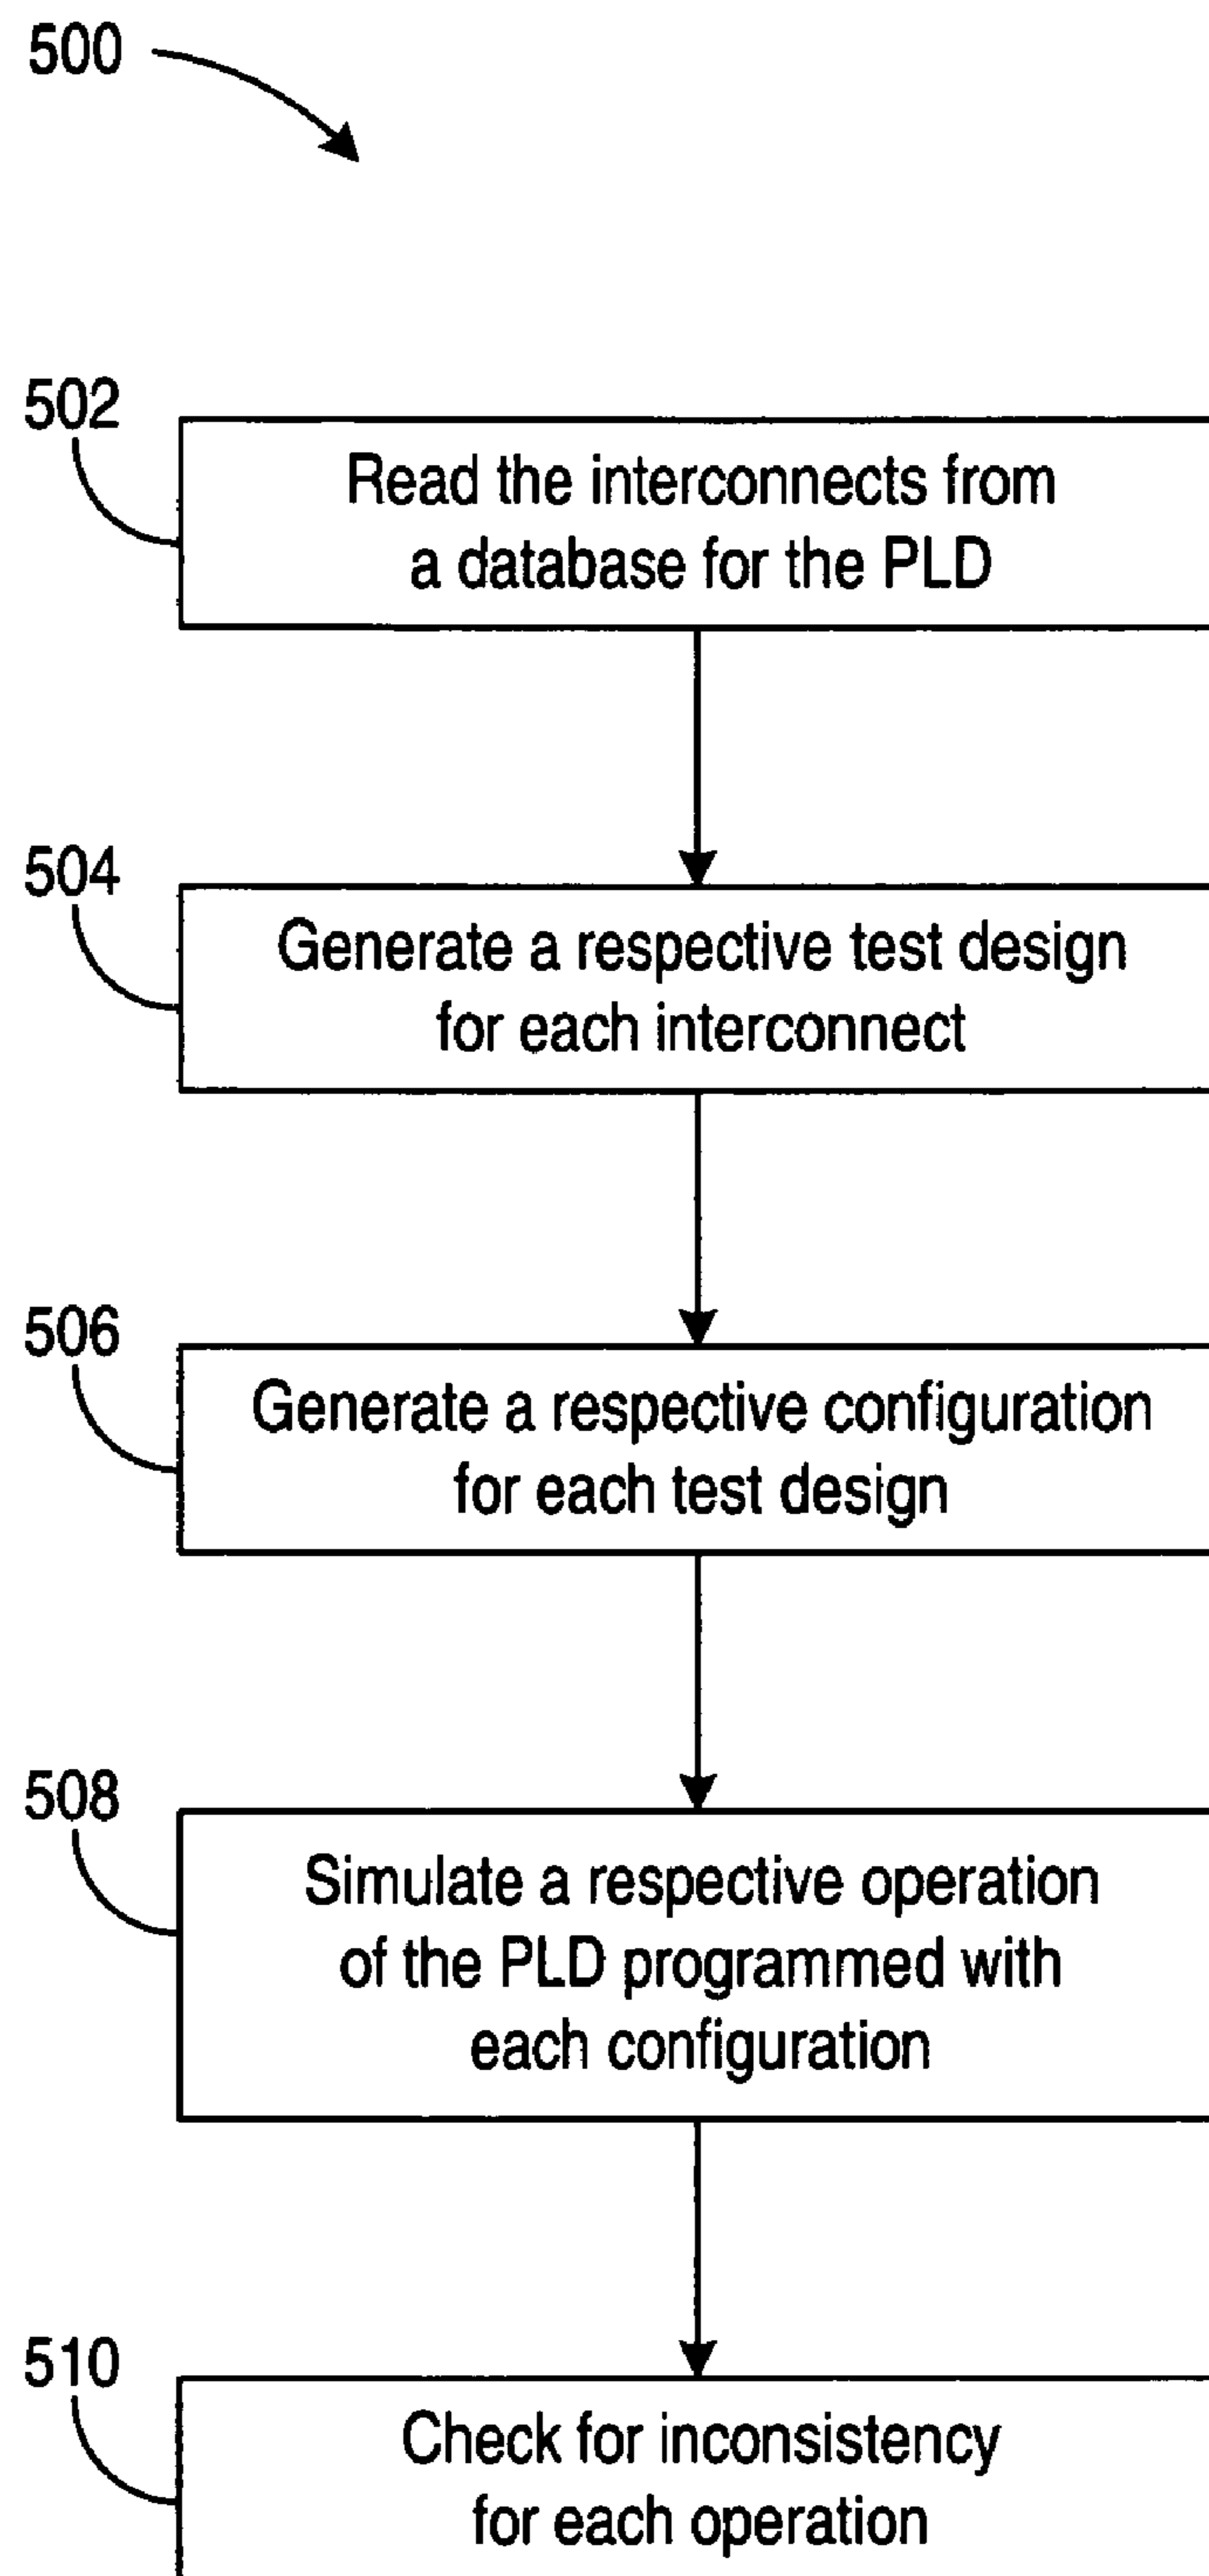 500
502
Read the interconnects from
a database for the PLD
504
Generate a respective test design
for each interconnect
506
Generate a respective configuration
for each test design
508
Simulate a respective operation
of the PLD programmed with
each configuration
510
Check for inconsistency
for each operation